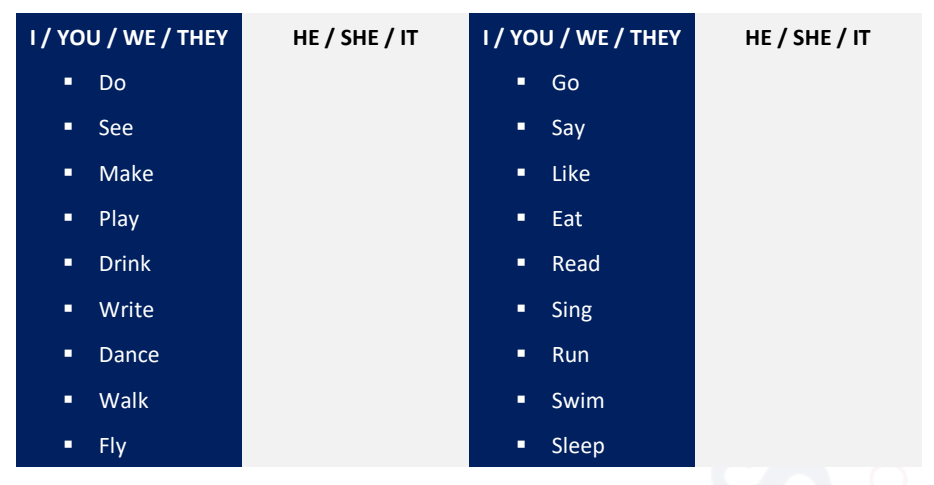 I / YOU / WE / THEY HE / SHE / IT I / YOU / WE / THEY HE / SHE / IT
▪ Do ▪ Go
▪ See ▪ Say
▪ Make ▪ Like
▪ Play ▪ Eat
▪ Drink ▪ Read
▪ Write ▪ Sing
▪ Dance ▪ Run
▪ Walk ▪ Swim
▪ Fly ▪ Sleep